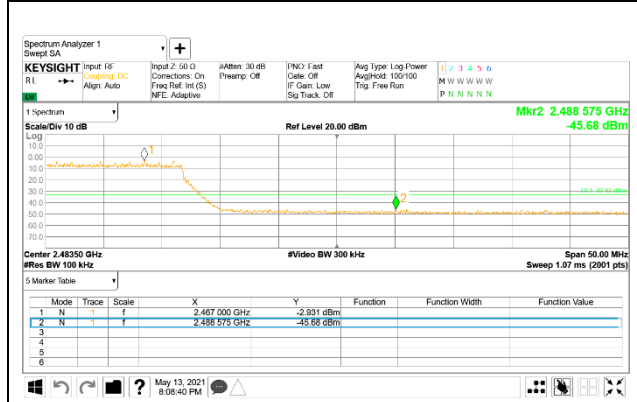 Spectrum Analyzer 1
Swept SA
+
KEYSIGHT Input: RF Input Z: 50 Ω #Atten: 30 dB PNO: Fast Avg Type: Log-Power 1 2 3 4 5 6
RL Coupling: DC Corrections: On Preamp: Off Gate: Off Avg|Hold: 100/100 M W W W W W
Align: Auto Freq Ref: Int (S) IF Gain: Low Trig: Free Run
NFE: Adaptive Sig Track: Off P N N N N N
1 Spectrum Mkr2 2.488 575 GHz
Scale/Div 10 dB Ref Level 20.00 dBm -45.68 dBm
Log
10.0
0.00
1
-10.0
-20.0
-30.0
-40.0
2
-50.0
-60.0
-70.0
Center 2.48350 GHz #Video BW 300 kHz Span 50.00 MHz
#Res BW 100 kHz Sweep 1.07 ms (2001 pts)
5 Marker Table
Mode Trace Scale X Y Function Function Width Function Value
1 N 1 f 2.467 000 GHz -2.931 dBm
2 N 1 f 2.488 575 GHz -45.68 dBm
3
4
5
6
? May 13, 2021
8:08:40 PM